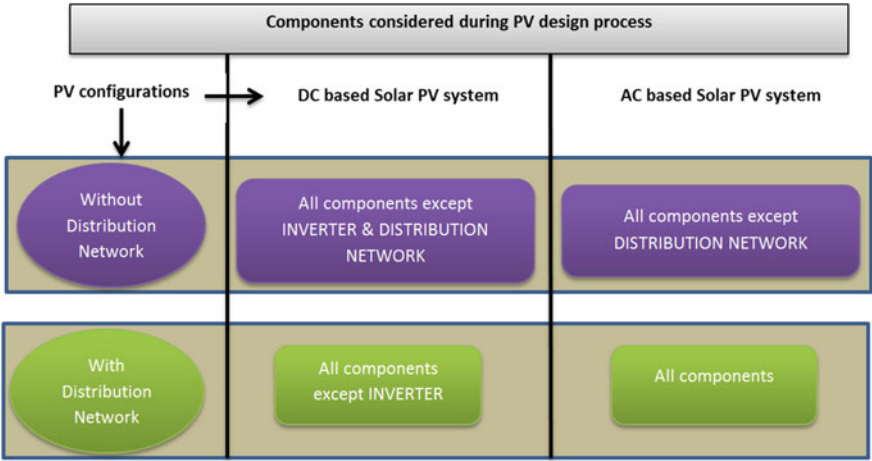 Components considered during PV design process
PV configurations
DC based Solar PV system
AC based Solar PV system
Without
Distribution
Network
All components except
INVERTER & DISTRIBUTION
NETWORK
All components except
DISTRIBUTION NETWORK
With
Distribution
Network
All components
except INVERTER
All components